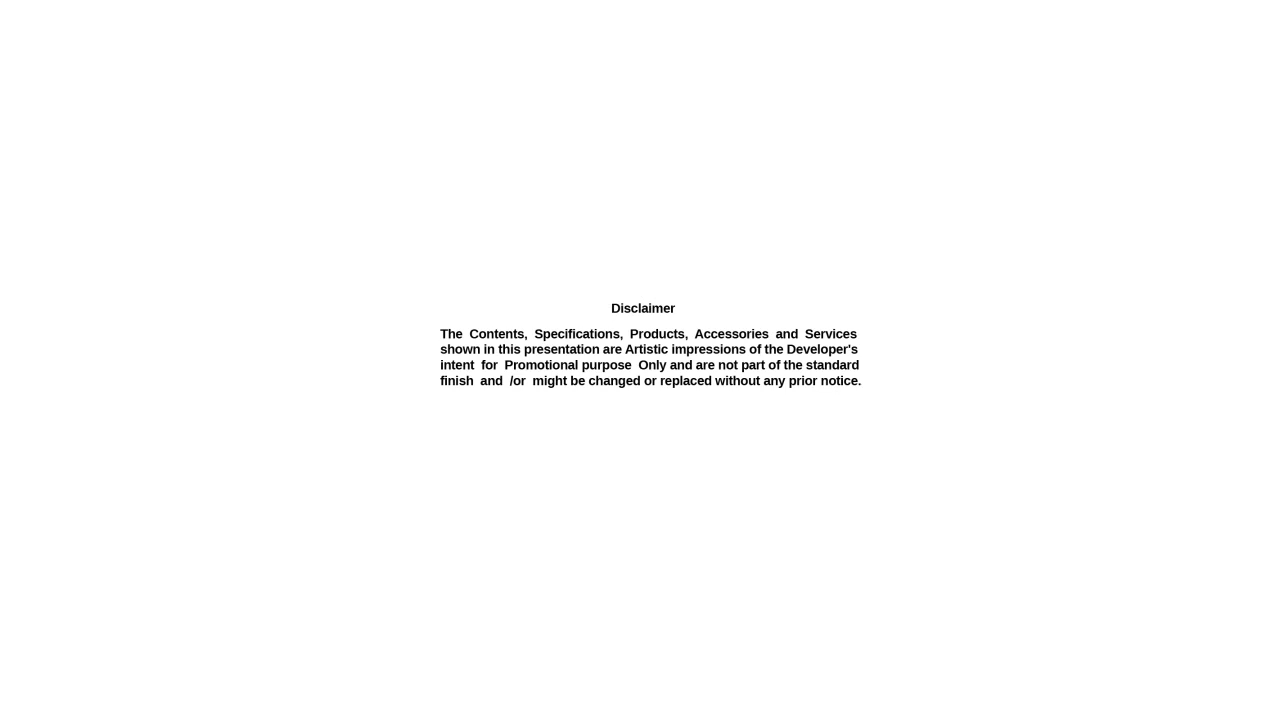 Disclaimer
The Contents, Specifications, Products, Accessories and Services
shown in this presentation are Artistic impressions of the Developer's
intent for Promotional purpose Only and are not part of the standard
finish and /or might be changed or replaced without any prior notice.